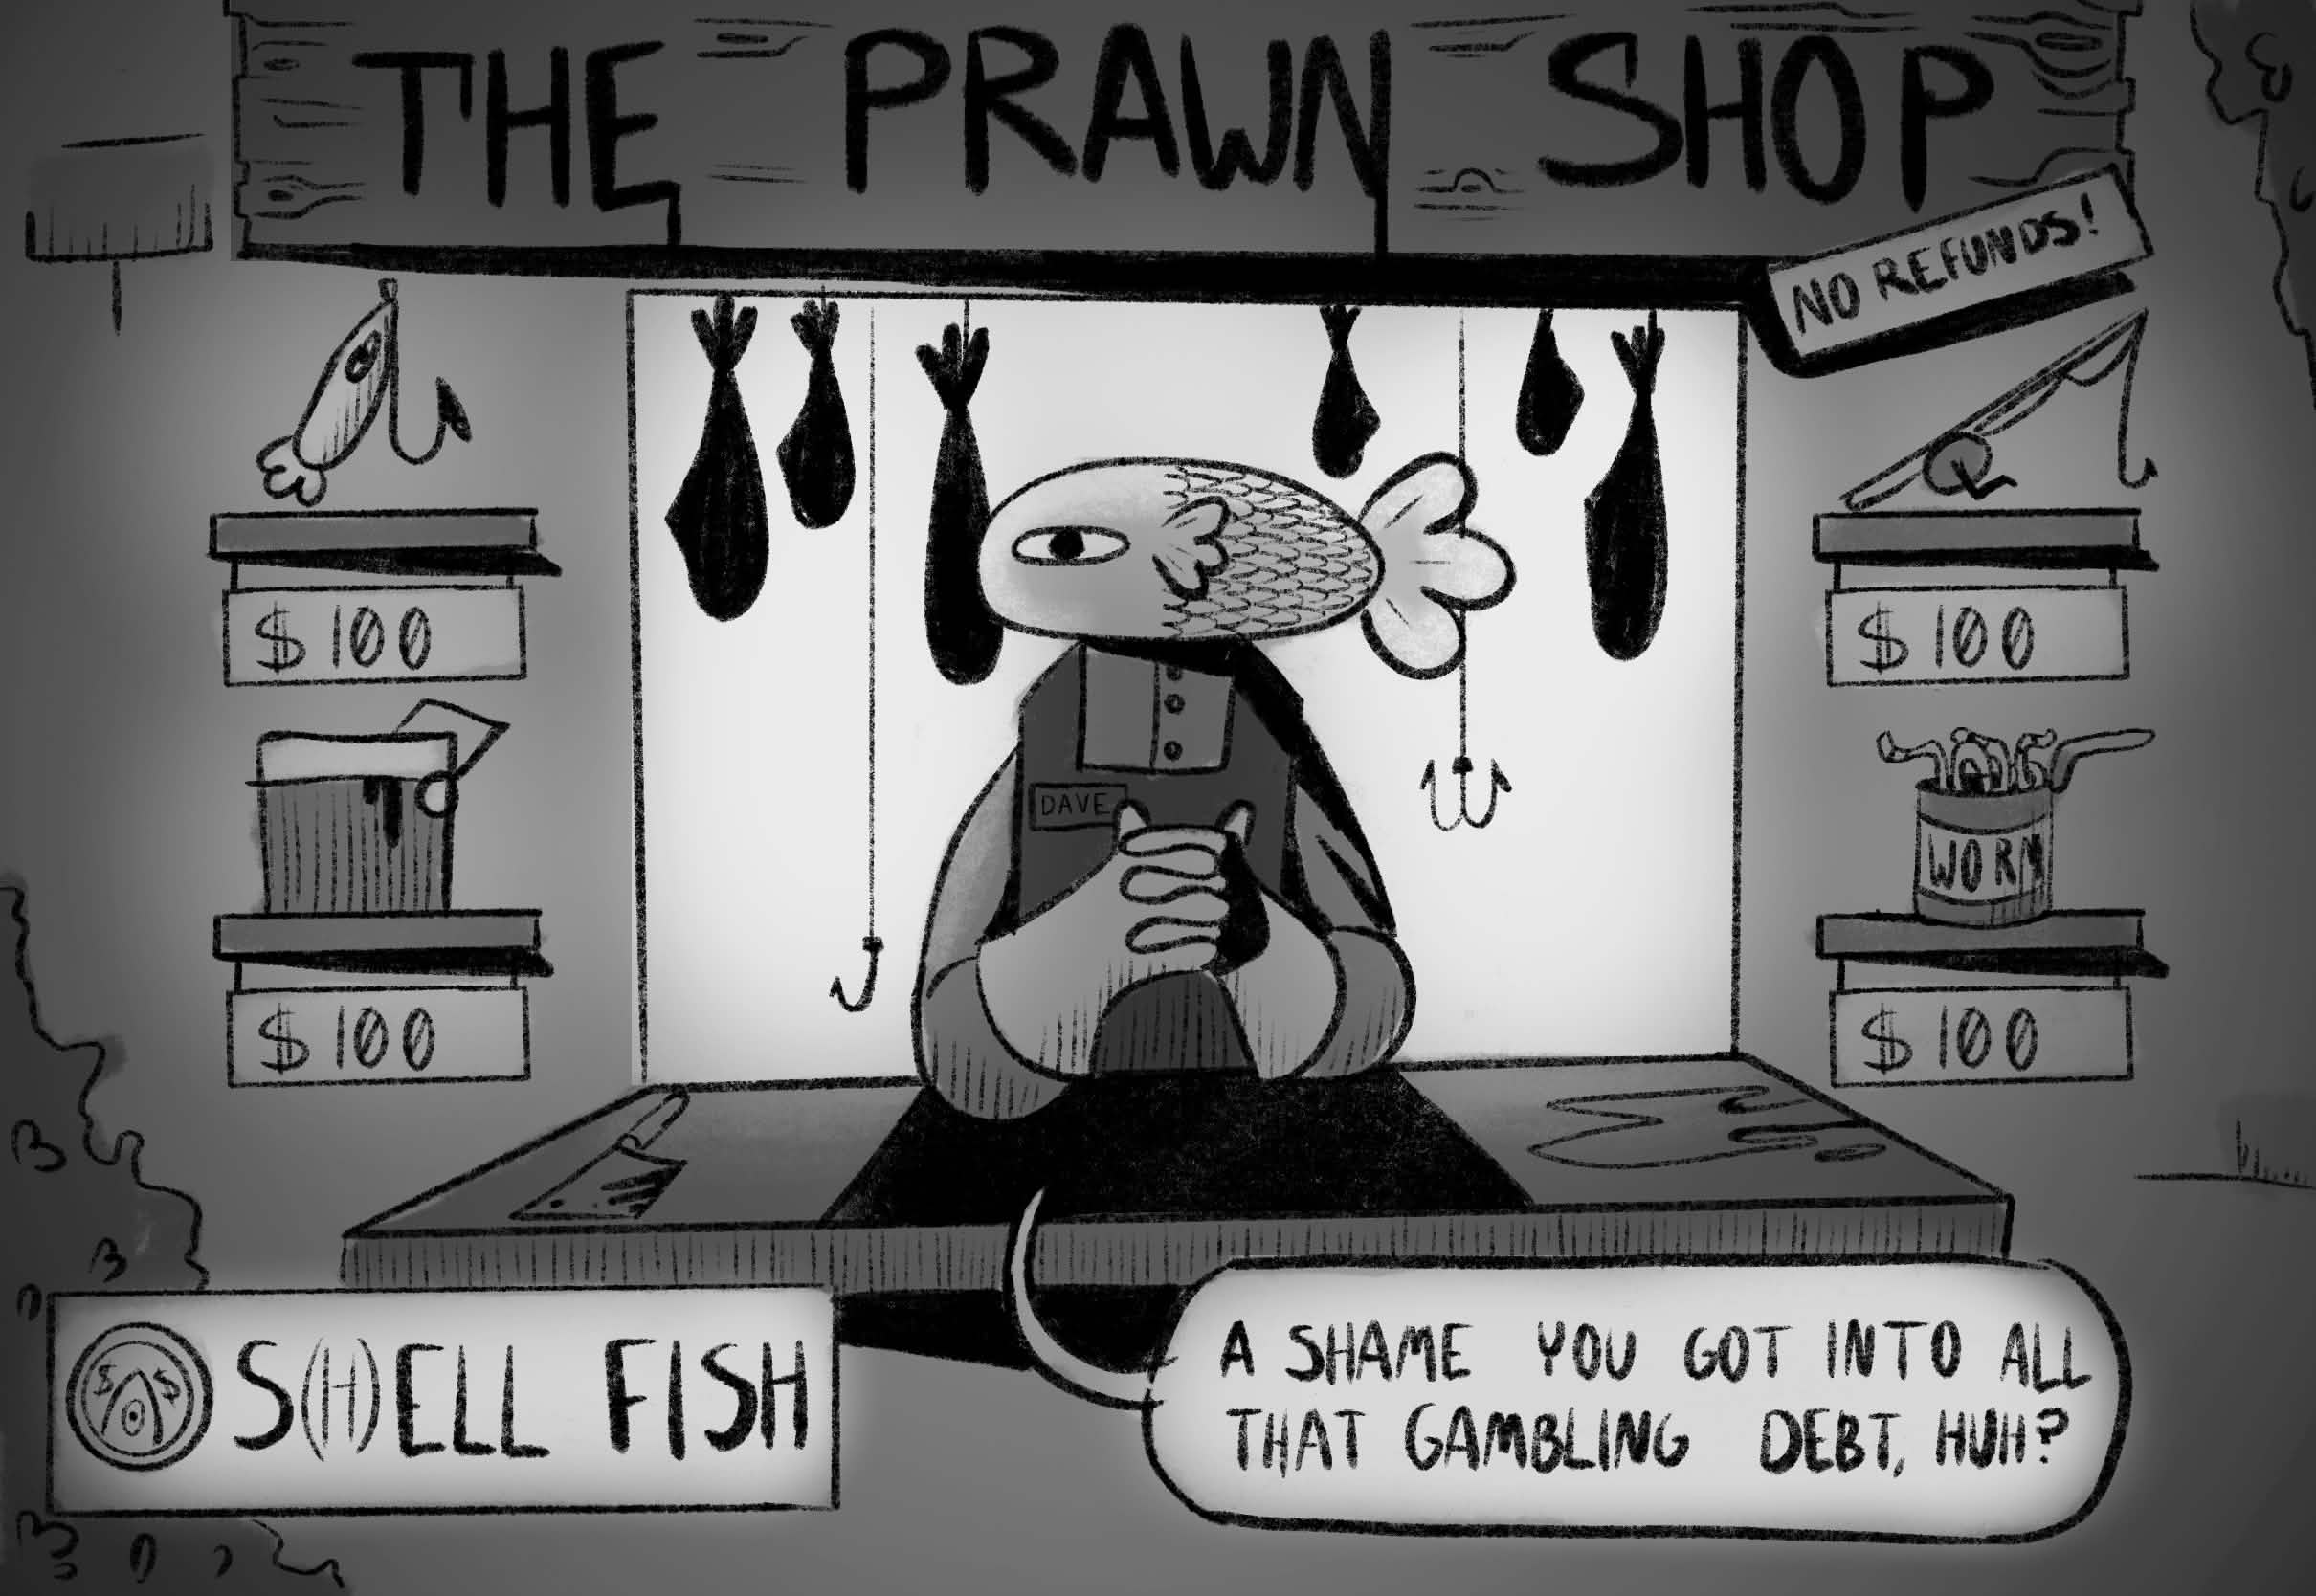 THE PRAWN SHOP
NO REFUNDS!
$100
$100
DAVE
$100
WORM
$100
S(H)ELL FISH
A SHAME YOU GOT INTO ALL
THAT GAMBLING DEBT, HUH?